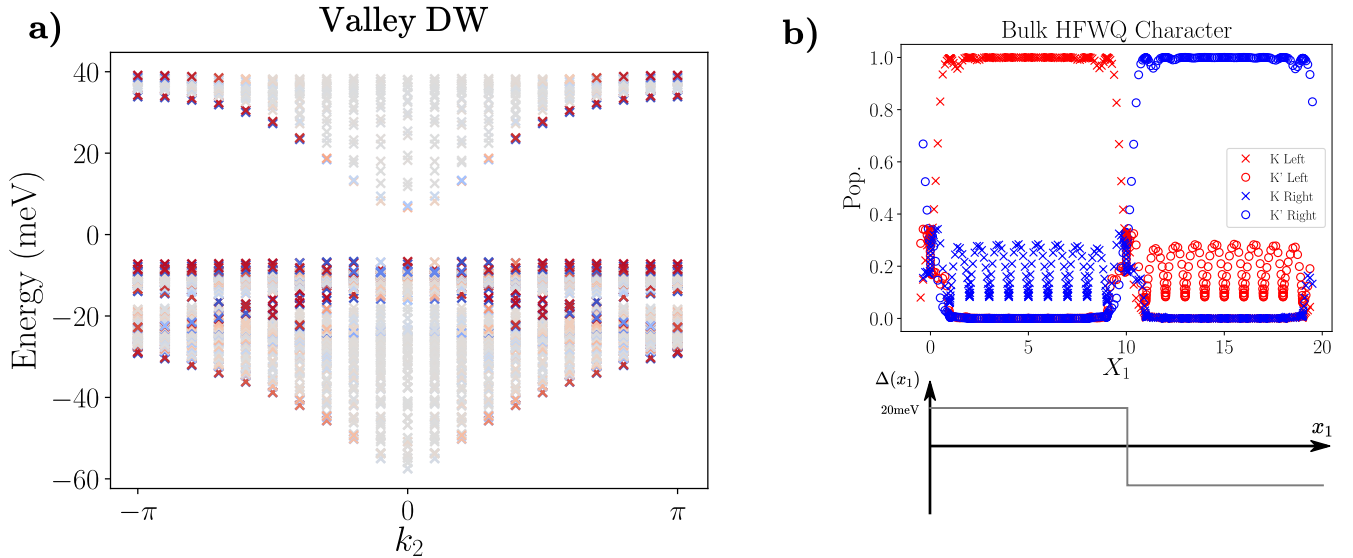 a)
Valley DW
Energy (meV)
40
20
0
−20
−40
−60
−π
0
π
k2
b)
Bulk HFWQ Character
Pop.
1.0
0.8
0.6
0.4
0.2
0.0
K Left
K' Left
K Right
K' Right
0
5
10
15
20
X1
Δ(x1)
20meV
x1